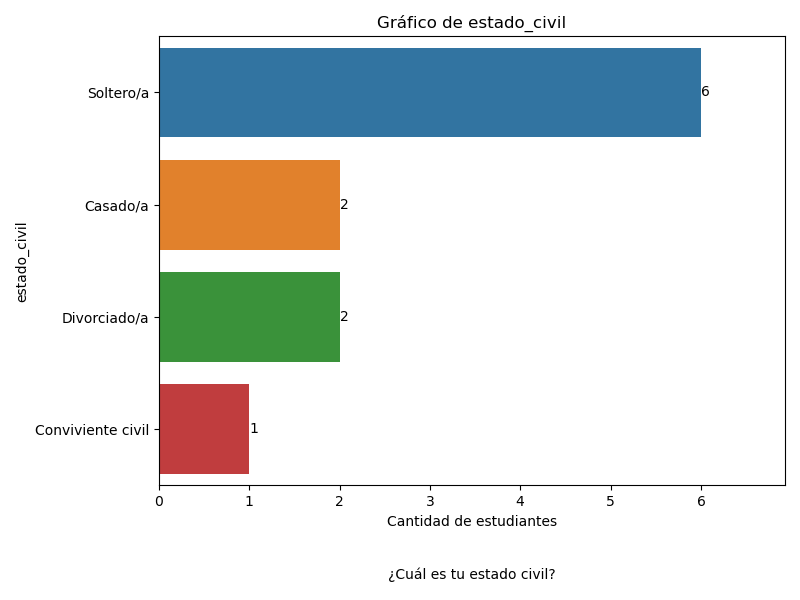 Gráfico de estado_civil
Soltero/a
6
Casado/a
2
Divorciado/a
2
Conviviente civil
1
estado_civil
0 1 2 3 4 5 6
Cantidad de estudiantes
¿Cuál es tu estado civil?